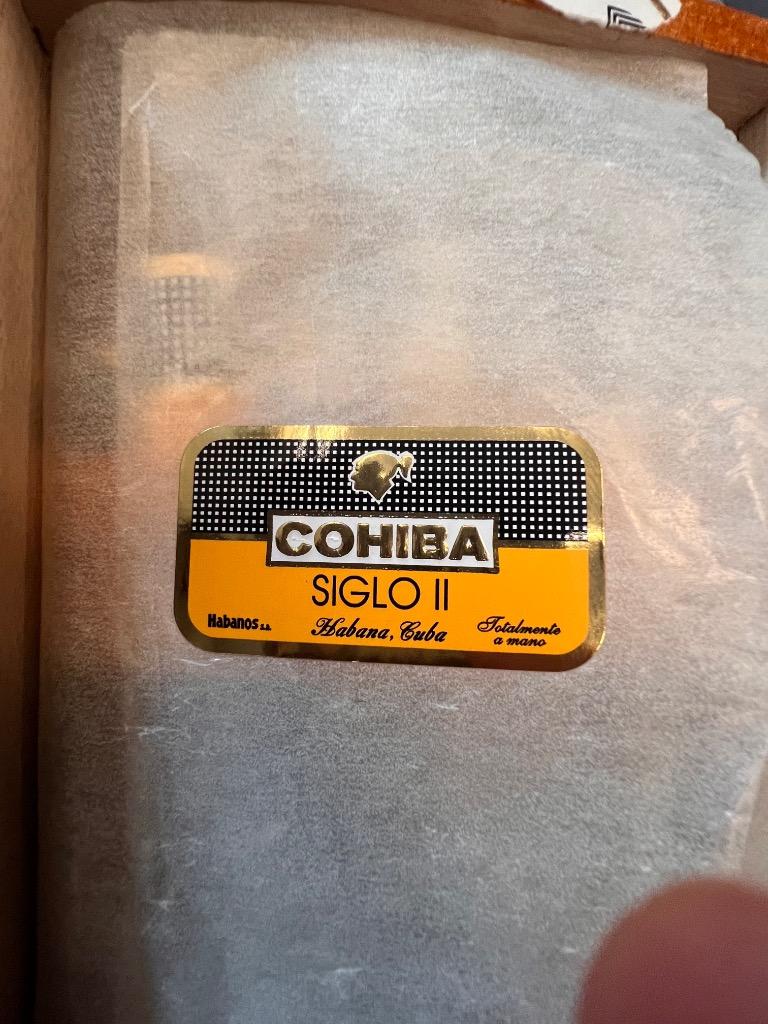 COHIBA
SIGLO II
Habanos s.a.
Habana, Cuba
Totalmente
a mano